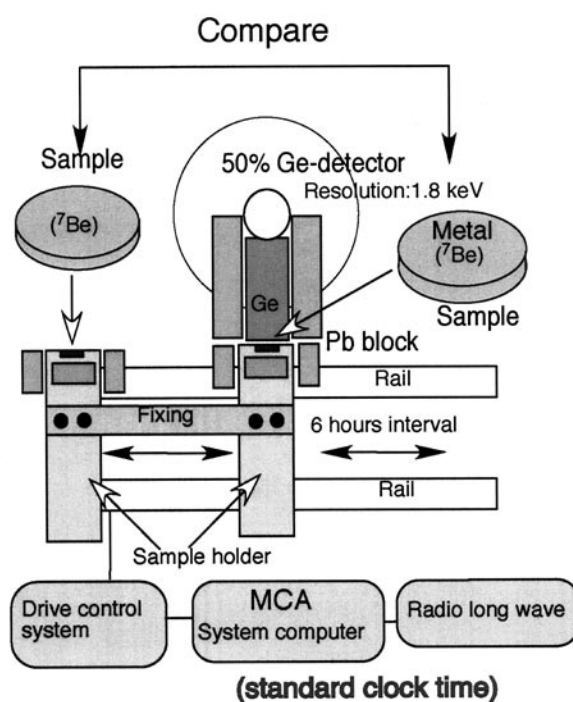 Compare
Sample
(⁷Be)
50% Ge-detector
Resolution:1.8 keV
Metal
(⁷Be)
Sample
Ge
Pb block
Rail
Fixing
6 hours interval
Rail
Sample holder
Drive control
system
MCA
System computer
Radio long wave
(standard clock time)